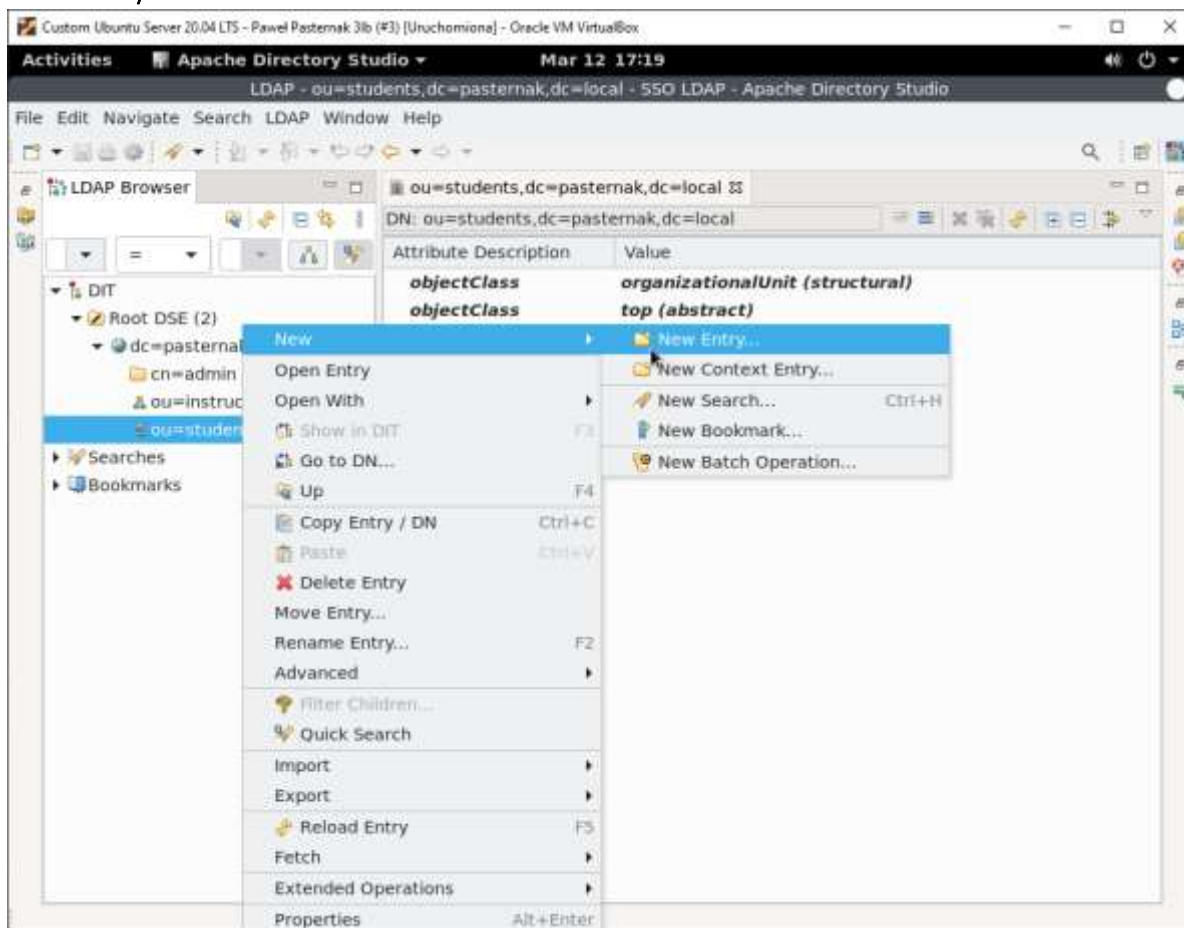 Custom Ubuntu Server 20.04 LTS - Paweł Pasternak 3lb (#3) [Uruchomiona] - Oracle VM VirtualBox
Activities Apache Directory Studio Mar 12 17:19
LDAP - ou=students,dc=pasternak,dc=local - SSO LDAP - Apache Directory Studio
File Edit Navigate Search LDAP Window Help
LDAP Browser
ou=students,dc=pasternak,dc=local
DN: ou=students,dc=pasternak,dc=local
=
Attribute Description Value
objectClass organizationalUnit (structural)
objectClass top (abstract)
DIT
Root DSE (2)
dc=pasternal
cn=admin
ou=instruc
ou=studen
Searches
Bookmarks
New
Open Entry
Open With
Show in DIT F3
Go to DN...
Up F4
Copy Entry / DN Ctrl+C
Paste Ctrl+V
Delete Entry
Move Entry...
Rename Entry... F2
Advanced
Filter Children...
Quick Search
Import
Export
Reload Entry F5
Fetch
Extended Operations
Properties Alt+Enter
New Entry...
New Context Entry...
New Search... Ctrl+H
New Bookmark...
New Batch Operation...